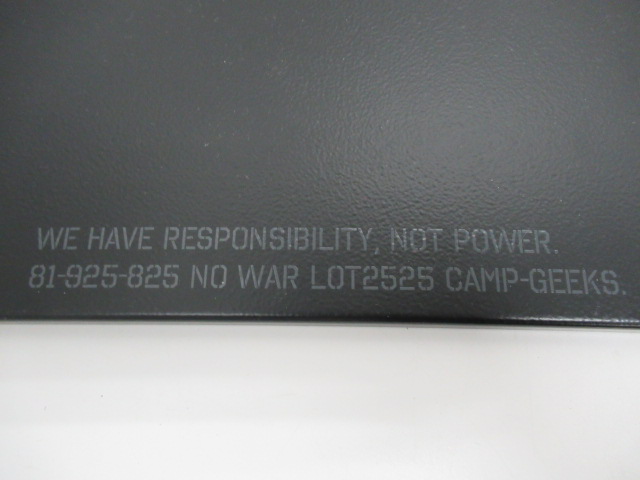 WE HAVE RESPONSIBILITY, NOT POWER.
81-925-825 NO WAR LOT2525 CAMP-GEEKS.